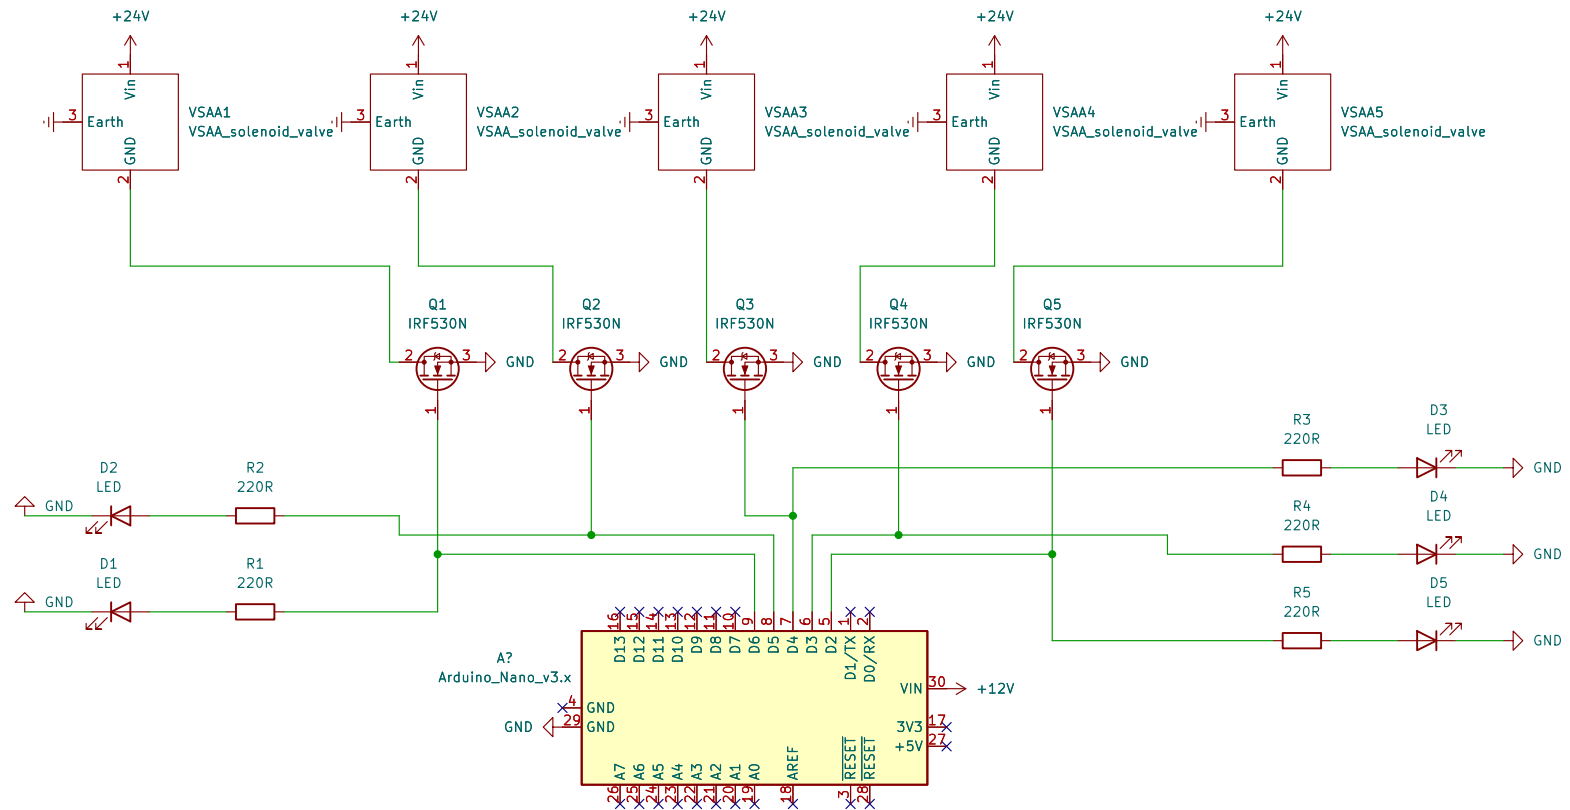 +24V +24V +24V +24V +24V
1 1 1 1 1
Vin Vin Vin Vin Vin
3 Earth VSAA1 3 Earth VSAA2 3 Earth VSAA3 3 Earth VSAA4 3 Earth VSAA5
VSAA_solenoid_valve VSAA_solenoid_valve VSAA_solenoid_valve VSAA_solenoid_valve VSAA_solenoid_valve
GND GND GND GND GND
2 2 2 2 2
Q1 Q2 Q3 Q4 Q5
IRF530N IRF530N IRF530N IRF530N IRF530N
2 3 GND 2 3 GND 2 3 GND 2 3 GND 2 3 GND
1 1 1 1 1
D2 R2
LED 220R
GND
D1 R1
LED 220R
GND
R3 D3
220R LED
GND
R4 D4
220R LED
GND
R5 D5
220R LED
GND
16 15 14 13 12 11 10 9 8 7 6 5 1 2
D13 D12 D11 D10 D9 D8 D7 D6 D5 D4 D3 D2 D1/TX D0/RX
A?
Arduino_Nano_v3.x
VIN 30 +12V
4 GND
GND 29 GND
3V3 17
+5V 27
A7 A6 A5 A4 A3 A2 A1 A0 AREF RESET RESET
26 25 24 23 22 21 20 19 18 3 28